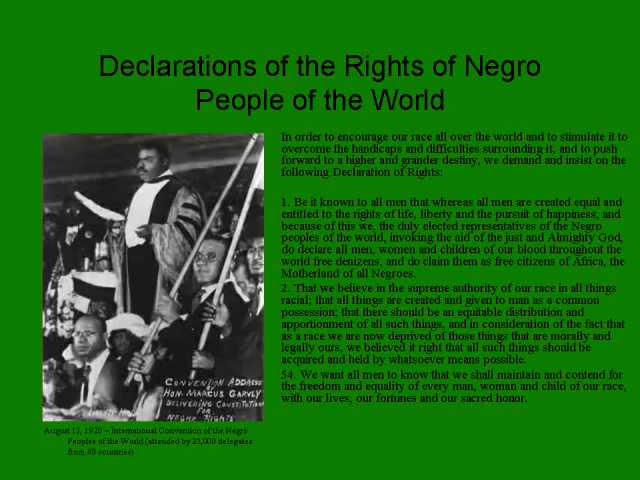 Declarations of the Rights of Negro
People of the World
In order to encourage our race all over the world and to stimulate it to
overcome the handicaps and difficulties surrounding it, and to push
forward to a higher and grander destiny, we demand and insist on the
following Declaration of Rights:
1. Be it known to all men that whereas all men are created equal and
entitled to the rights of life, liberty and the pursuit of happiness, and
because of this we, the duly elected representatives of the Negro
peoples of the world, invoking the aid of the just and Almighty God,
do declare all men, women and children of our blood throughout the
world free denizens, and do claim them as free citizens of Africa, the
Motherland of all Negroes.
2. That we believe in the supreme authority of our race in all things
racial; that all things are created and given to man as a common
possession; that there should be an equitable distribution and
apportionment of all such things, and in consideration of the fact that
as a race we are now deprived of those things that are morally and
legally ours, we believed it right that all such things should be
acquired and held by whatsoever means possible.
54. We want all men to know that we shall maintain and contend for
the freedom and equality of every man, woman and child of our race,
with our lives, our fortunes and our sacred honor.
CONVENTION ADDRESS
HON. MARCUS GARVEY
DELIVERING CONSTITUTION
FOR
NEGRO RIGHTS
LIBERTY HALL
August 13, 1920 – International Convention of the Negro
Peoples of the World (attended by 25,000 delegates
from 40 countries)